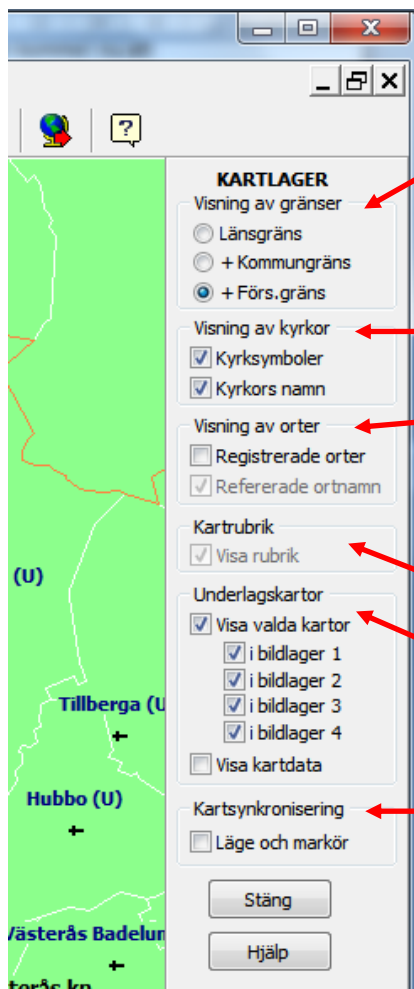 KARTLAGER
Visning av gränser
Länsgräns
+ Kommungräns
+ Förs.gräns
Visning av kyrkor
Kyrksymboler
Kyrkors namn
Visning av orter
Registrerade orter
Refererade ortnamn
Kartrubrik
Visa rubrik
Underlagskartor
Visa valda kartor
i bildlager 1
i bildlager 2
i bildlager 3
i bildlager 4
Visa kartdata
Kartsynkronisering
Läge och markör
Stäng
Hjälp
(U)
Tillberga (U
Hubbo (U)
Västerås Badelun
terås kn